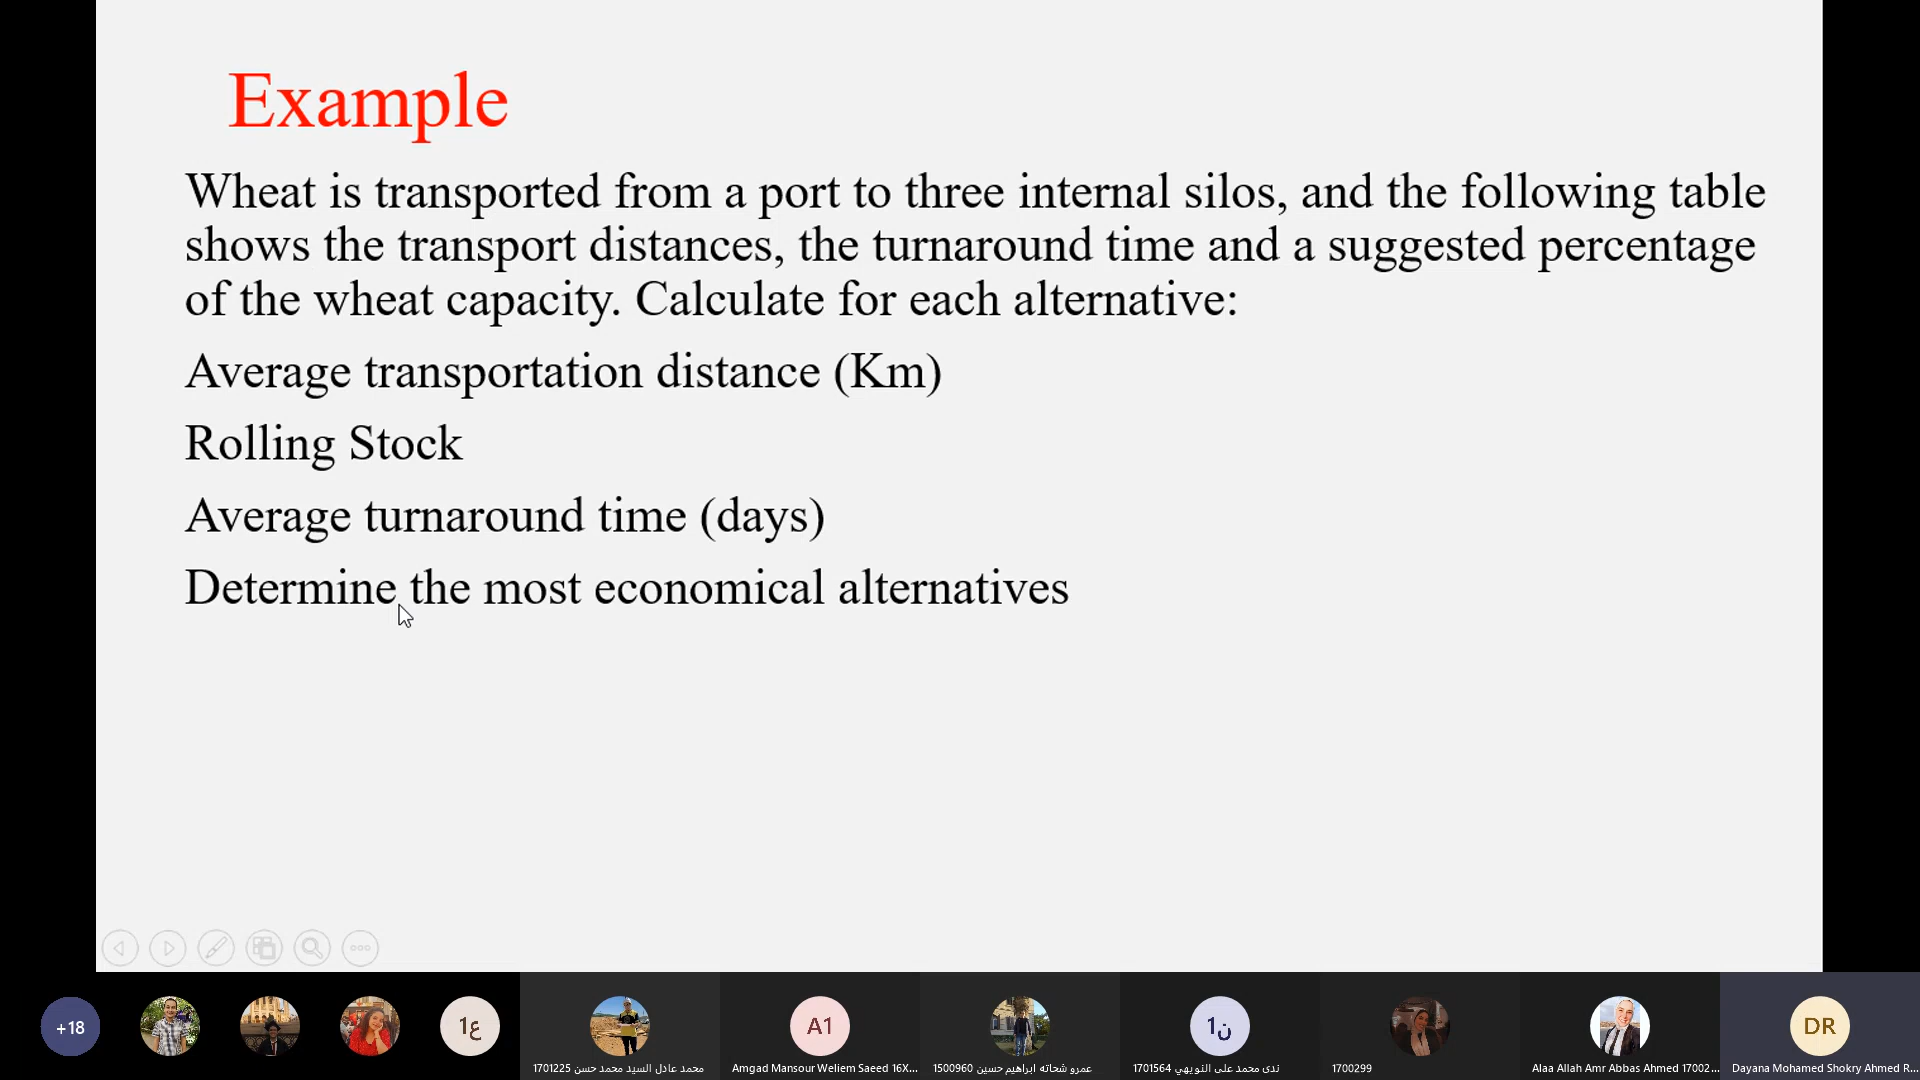 Example
Wheat is transported from a port to three internal silos, and the following table
shows the transport distances, the turnaround time and a suggested percentage
of the wheat capacity. Calculate for each alternative:
Average transportation distance (Km)
Rolling Stock
Average turnaround time (days)
Determine the most economical alternatives
+18
ع1
A1
ن1
DR
محمد عادل السيد محمد حسن 1701225
Amgad Mansour Weliem Saeed 16X...
عمرو شحاته ابراهيم حسين 1500960
ندى محمد على النويهي 1701564
1700299
Alaa Allah Amr Abbas Ahmed 17002...
Dayana Mohamed Shokry Ahmed R...